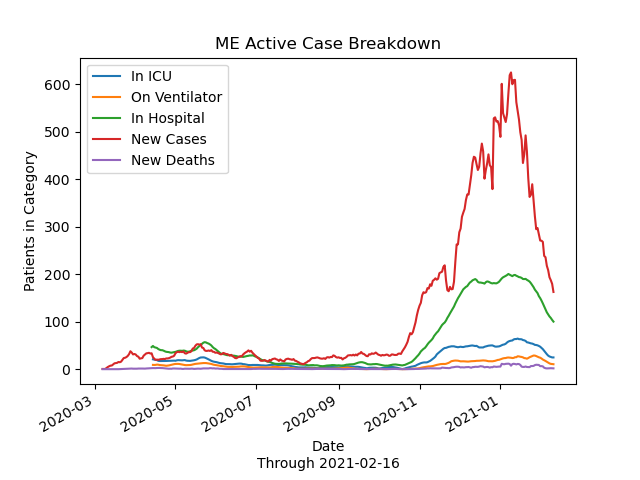 ME Active Case Breakdown
In ICU
On Ventilator
In Hospital
New Cases
New Deaths
Patients in Category
600
500
400
300
200
100
0
2020-03
2020-05
2020-07
2020-09
2020-11
2021-01
Date
Through 2021-02-16